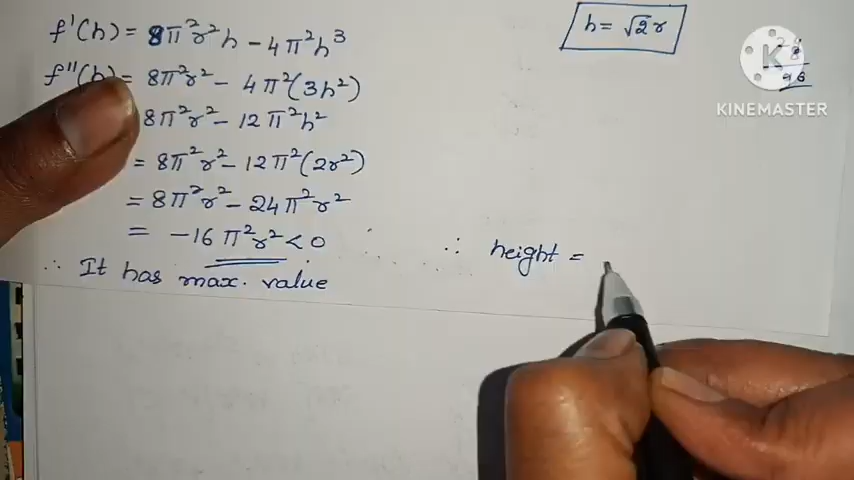 f'(h) = 8π²r²h - 4π²h³
f''(h) = 8π²r² - 4π²(3h²)
8π²r² - 12π²h²
= 8π²r² - 12π²(2r²)
= 8π²r² - 24π²r²
= -16π²r² < 0
∴ It has max. value
h = √2r
∴ height =
K
KINEMASTER